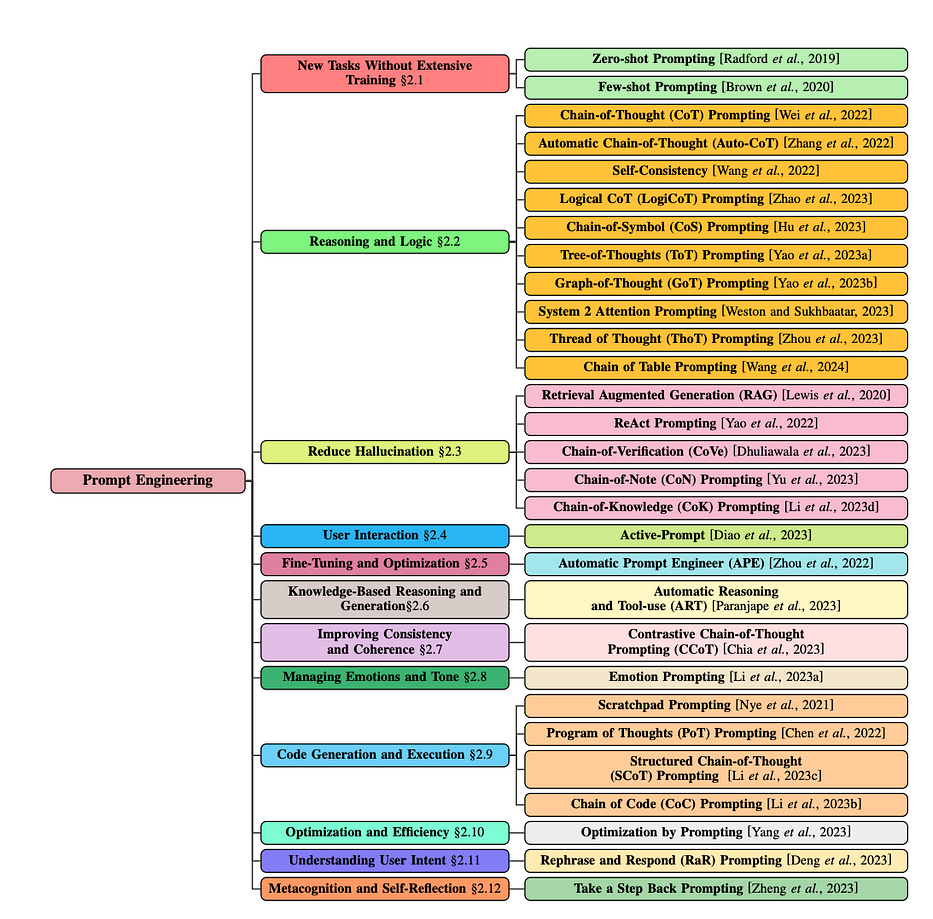 New Tasks Without Extensive
Training §2.1
Zero-shot Prompting [Radford et al., 2019]
Few-shot Prompting [Brown et al., 2020]
Chain-of-Thought (CoT) Prompting [Wei et al., 2022]
Automatic Chain-of-Thought (Auto-CoT) [Zhang et al., 2022]
Self-Consistency [Wang et al., 2022]
Logical CoT (LogiCoT) Prompting [Zhao et al., 2023]
Chain-of-Symbol (CoS) Prompting [Hu et al., 2023]
Reasoning and Logic §2.2
Tree-of-Thoughts (ToT) Prompting [Yao et al., 2023a]
Graph-of-Thought (GoT) Prompting [Yao et al., 2023b]
System 2 Attention Prompting [Weston and Sukhbaatar, 2023]
Thread of Thought (ThoT) Prompting [Zhou et al., 2023]
Chain of Table Prompting [Wang et al., 2024]
Retrieval Augmented Generation (RAG) [Lewis et al., 2020]
ReAct Prompting [Yao et al., 2022]
Reduce Hallucination §2.3
Chain-of-Verification (CoVe) [Dhuliawala et al., 2023]
Prompt Engineering
Chain-of-Note (CoN) Prompting [Yu et al., 2023]
Chain-of-Knowledge (CoK) Prompting [Li et al., 2023d]
User Interaction §2.4
Active-Prompt [Diao et al., 2023]
Fine-Tuning and Optimization §2.5
Automatic Prompt Engineer (APE) [Zhou et al., 2022]
Knowledge-Based Reasoning and
Generation§2.6
Automatic Reasoning
and Tool-use (ART) [Paranjape et al., 2023]
Improving Consistency
and Coherence §2.7
Contrastive Chain-of-Thought
Prompting (CCoT) [Chia et al., 2023]
Managing Emotions and Tone §2.8
Emotion Prompting [Li et al., 2023a]
Scratchpad Prompting [Nye et al., 2021]
Program of Thoughts (PoT) Prompting [Chen et al., 2022]
Code Generation and Execution §2.9
Structured Chain-of-Thought
(SCoT) Prompting [Li et al., 2023c]
Chain of Code (CoC) Prompting [Li et al., 2023b]
Optimization and Efficiency §2.10
Optimization by Prompting [Yang et al., 2023]
Understanding User Intent §2.11
Rephrase and Respond (RaR) Prompting [Deng et al., 2023]
Metacognition and Self-Reflection §2.12
Take a Step Back Prompting [Zheng et al., 2023]